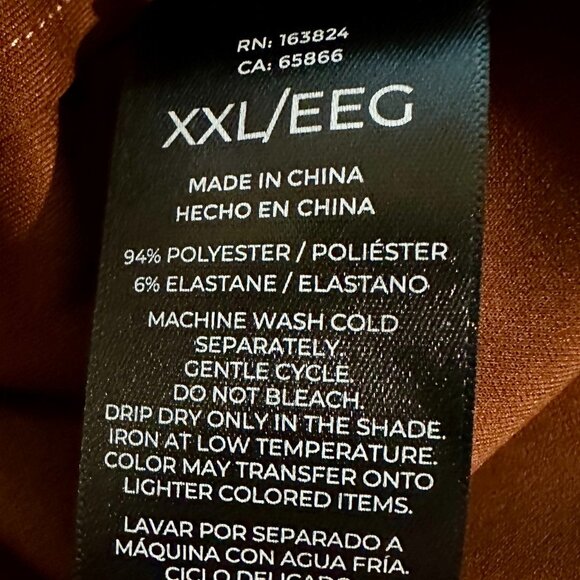 RN: 163824
CA: 65866
XXL/EEG
MADE IN CHINA
HECHO EN CHINA
94% POLYESTER / POLIÉSTER
6% ELASTANE / ELASTANO
MACHINE WASH COLD
SEPARATELY.
GENTLE CYCLE.
DO NOT BLEACH.
DRIP DRY ONLY IN THE SHADE.
IRON AT LOW TEMPERATURE.
COLOR MAY TRANSFER ONTO
LIGHTER COLORED ITEMS.
LAVAR POR SEPARADO A
MÁQUINA CON AGUA FRÍA.
CICLO DELICADO.